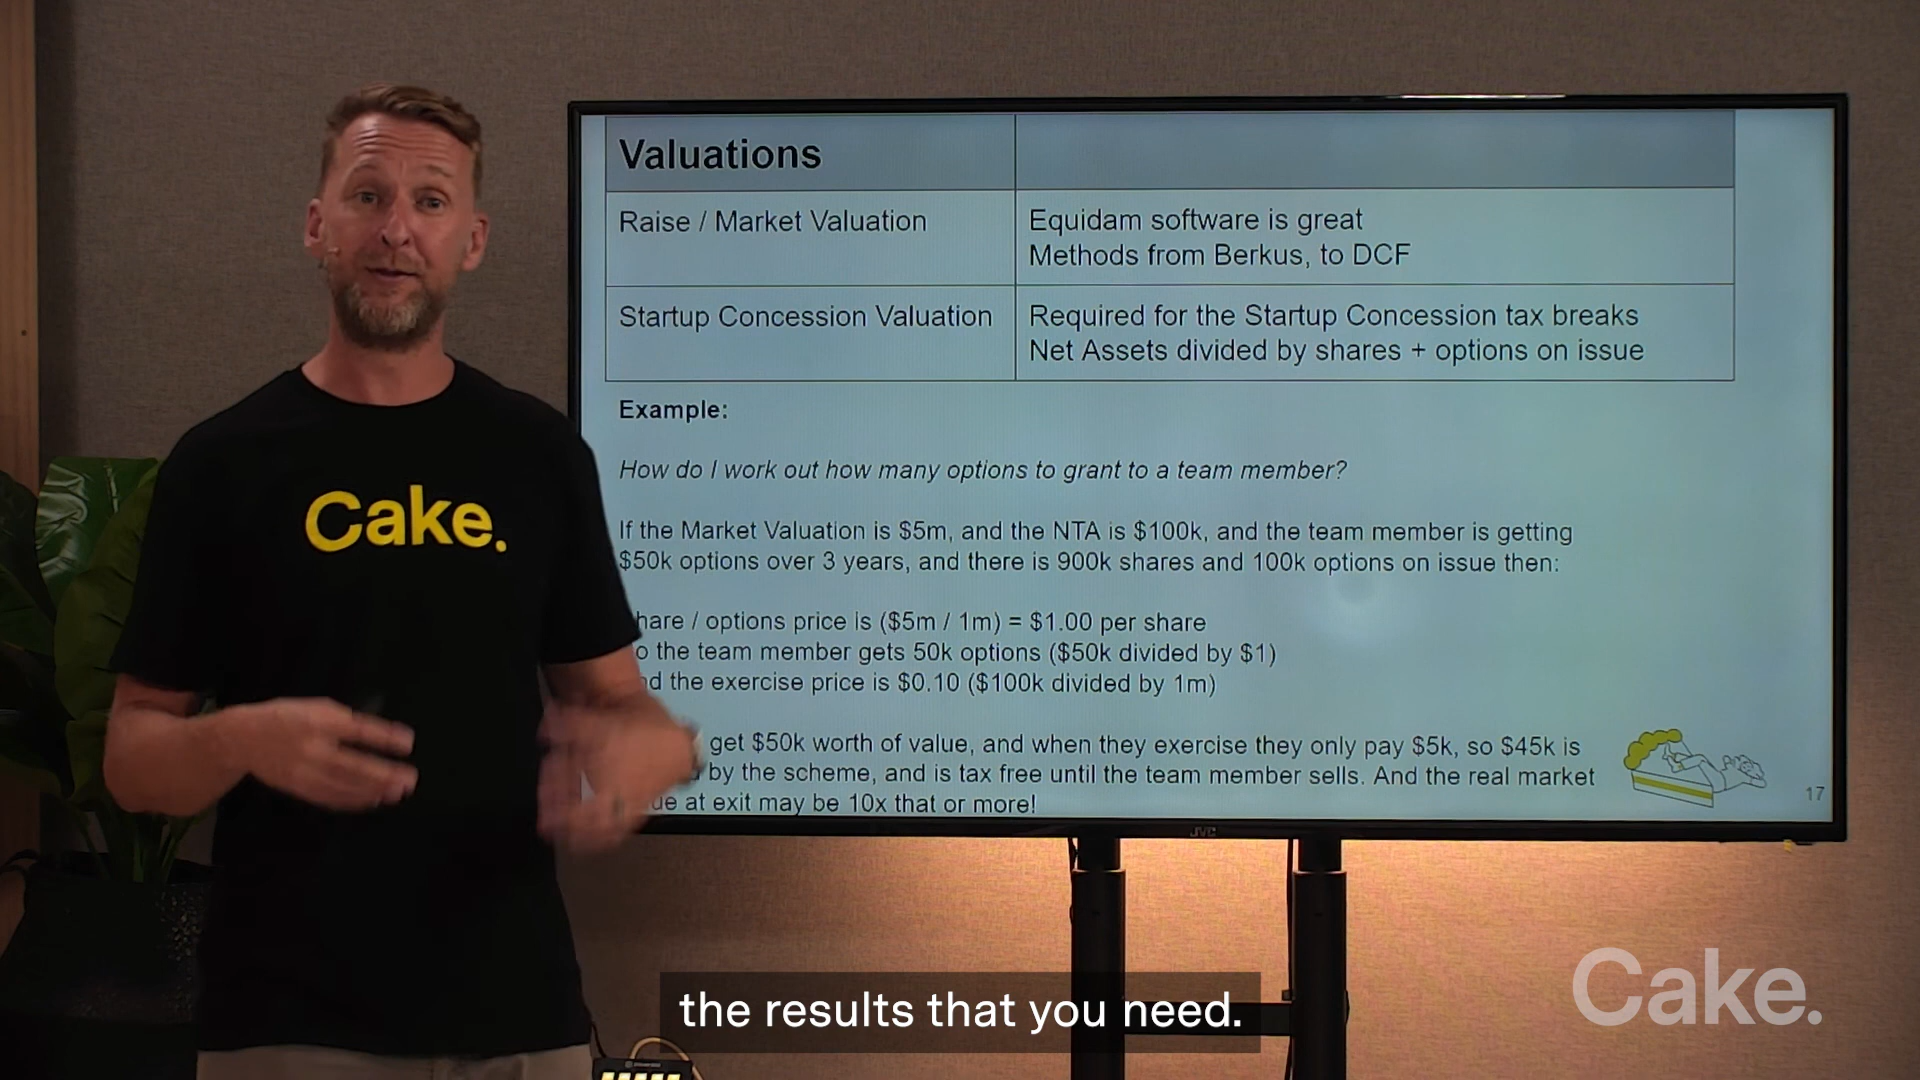 Valuations
Raise / Market Valuation
Equidam software is great
Methods from Berkus, to DCF
Startup Concession Valuation
Required for the Startup Concession tax breaks
Net Assets divided by shares + options on issue
Example:
How do I work out how many options to grant to a team member?
If the Market Valuation is $5m, and the NTA is $100k, and the team member is getting
$50k options over 3 years, and there is 900k shares and 100k options on issue then:
hare / options price is ($5m / 1m) = $1.00 per share
o the team member gets 50k options ($50k divided by $1)
nd the exercise price is $0.10 ($100k divided by 1m)
get $50k worth of value, and when they exercise they only pay $5k, so $45k is
by the scheme, and is tax free until the team member sells. And the real market
ue at exit may be 10x that or more!
17
JVC
Cake.
Cake.
the results that you need.